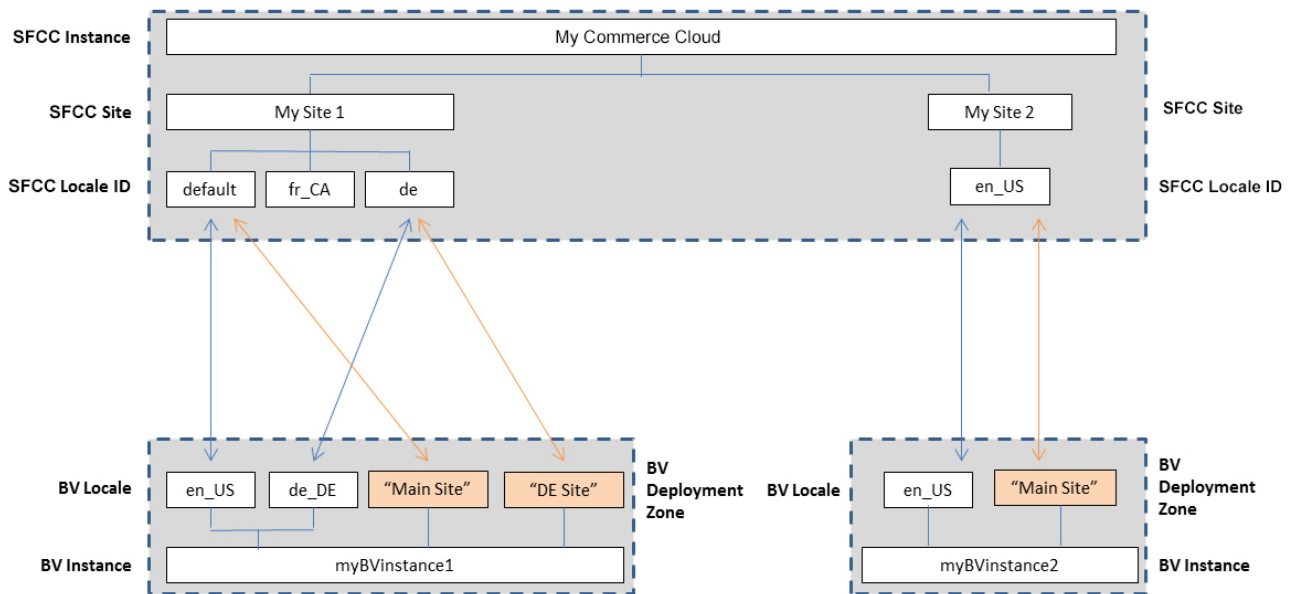 SFCC Instance
My Commerce Cloud
SFCC Site
My Site 1
My Site 2
SFCC Site
SFCC Locale ID
default
fr_CA
de
en_US
SFCC Locale ID
BV Locale
en_US
de_DE
“Main Site”
“DE Site”
BV
Deployment
Zone
BV Locale
en_US
“Main Site”
BV
Deployment
Zone
BV Instance
myBVinstance1
myBVinstance2
BV Instance